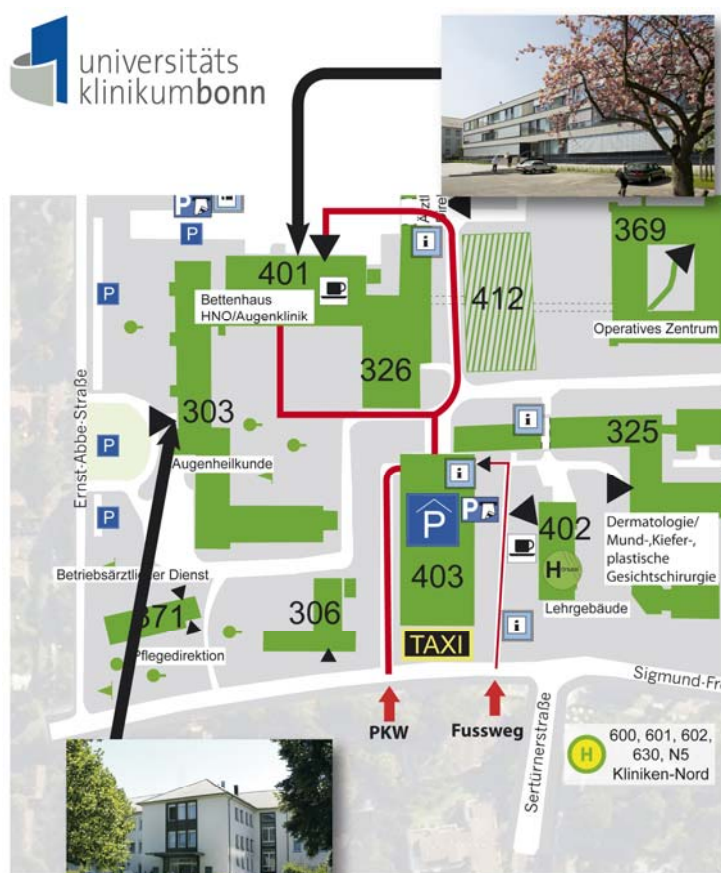 universitäts
klinikumbonn
P
i
P
Ärztl
i
401
369
P
Bettenhaus
HNO/Augenklinik
412
Operatives Zentrum
326
Ernst-Abbe-Straße
303
i
325
P
Augenheilkunde
i
P
P
P
402
Dermatologie/
Mund-,Kiefer-,
plastische
Gesichtschirurgie
H
403
Betriebsärztlicher Dienst
371
306
Lehrgebäude
i
Pflegedirektion
TAXI
Sigmund-Fre
PKW
Fussweg
Sertürnerstraße
H
600, 601, 602,
630, N5
Kliniken-Nord